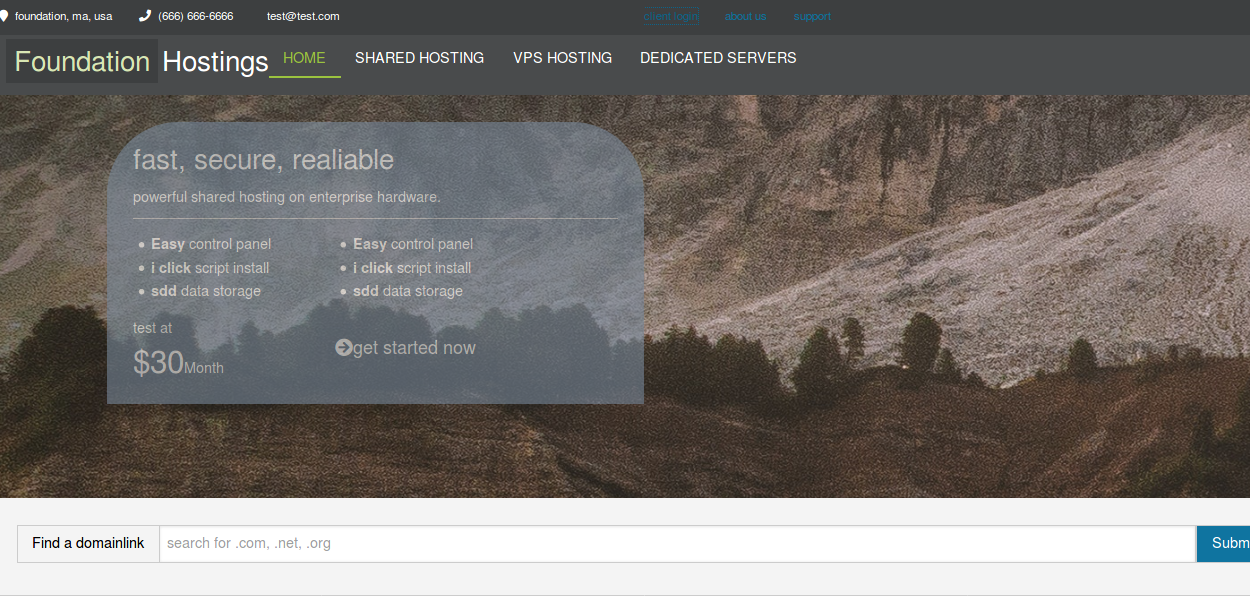 foundation, ma, usa (666) 666-6666 test@test.com client login about us support
Foundation Hostings HOME SHARED HOSTING VPS HOSTING DEDICATED SERVERS
fast, secure, realiable
powerful shared hosting on enterprise hardware.
Easy control panel Easy control panel
i click script install i click script install
sdd data storage sdd data storage
test at
get started now
$30Month
Find a domainlink search for .com, .net, .org Subm